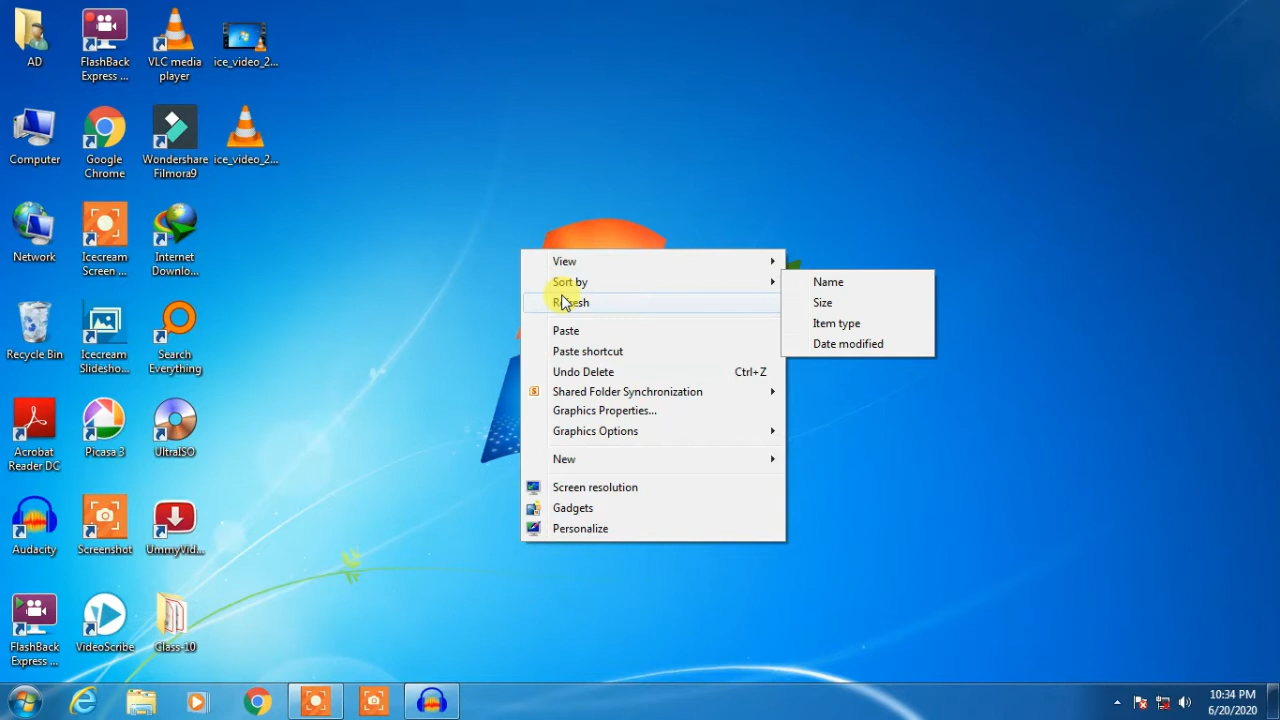 AD
FlashBack
Express ...
VLC media
player
ice_video_2...
Computer
Google
Chrome
Wondershare
Filmora9
ice_video_2...
Network
Icecream
Screen ...
Internet
Downlo...
Recycle Bin
Icecream
Slidesho...
Search
Everything
Acrobat
Reader DC
Picasa 3
UltraISO
Audacity
Screenshot
UmmyVid...
FlashBack
Express ...
VideoScribe
Class-10
View
Sort by
Refresh
Paste
Paste shortcut
Undo Delete Ctrl+Z
Shared Folder Synchronization
Graphics Properties...
Graphics Options
New
Screen resolution
Gadgets
Personalize
Name
Size
Item type
Date modified
10:34 PM
6/20/2020